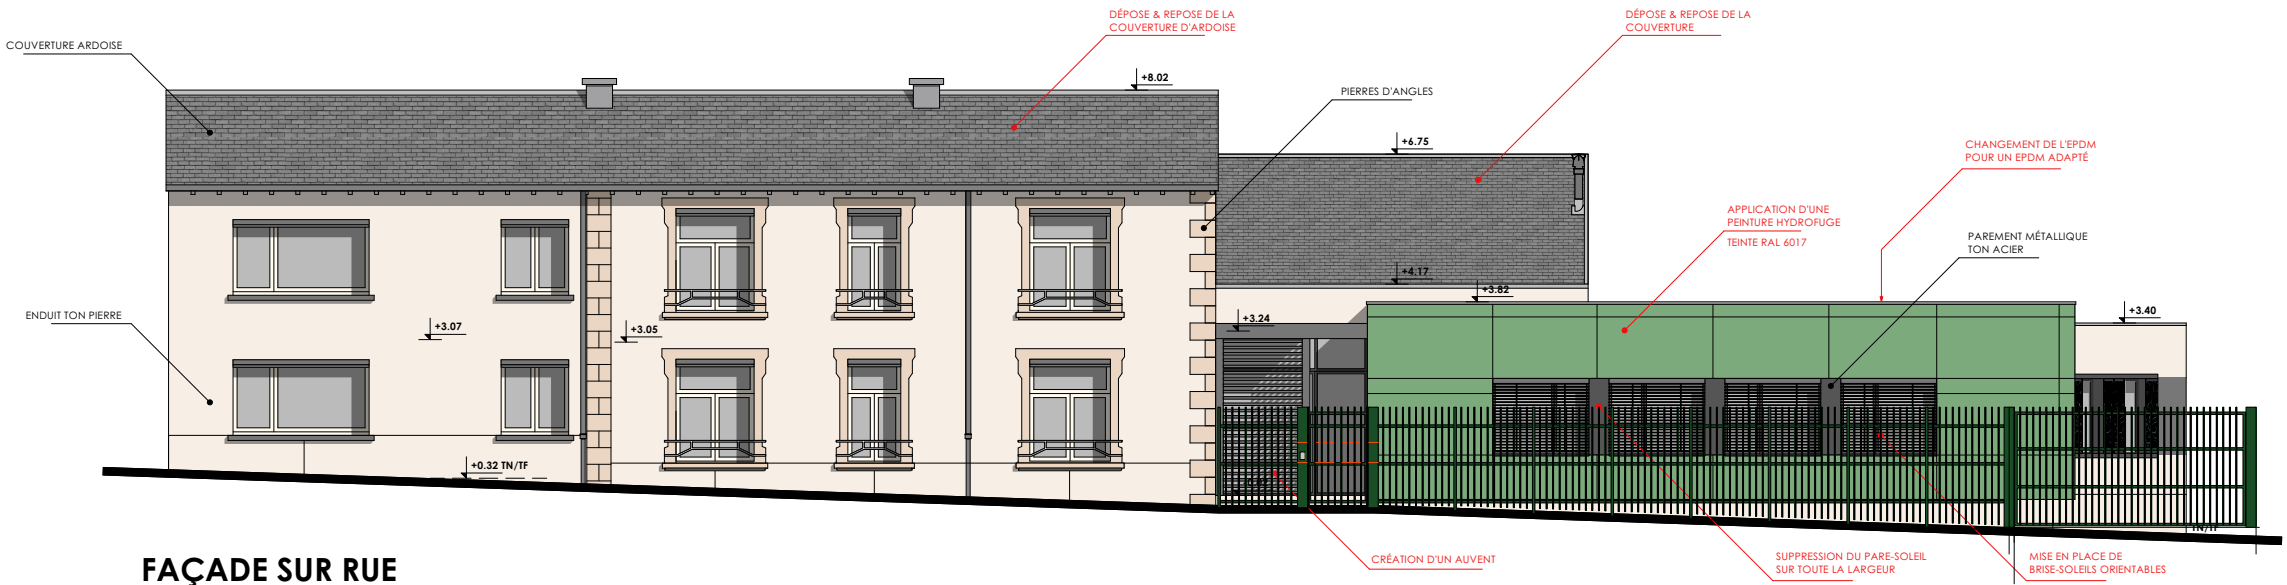 DÉPOSE & REPOSE DE LA
COUVERTURE D'ARDOISE
DÉPOSE & REPOSE DE LA
COUVERTURE
COUVERTURE ARDOISE
+8.02
PIERRES D'ANGLES
+6.75
CHANGEMENT DE L'EPDM
POUR UN EPDM ADAPTÉ
APPLICATION D'UNE
PEINTURE HYDROFUGE
TEINTE RAL 6017
PAREMENT MÉTALLIQUE
TON ACIER
+4.17
+3.82
ENDUIT TON PIERRE
+3.07
+3.05
+3.24
+3.40
+0.32 TN/TF
TN/TF
CRÉATION D'UN AUVENT
SUPPRESSION DU PARE-SOLEIL
SUR TOUTE LA LARGEUR
MISE EN PLACE DE
BRISE-SOLEILS ORIENTABLES
FAÇADE SUR RUE